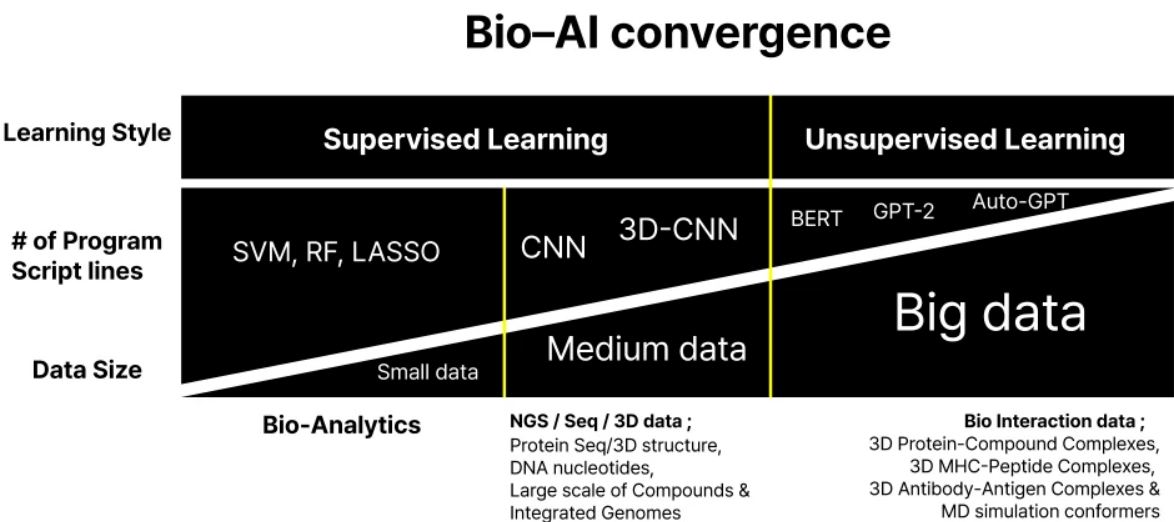 Bio–AI convergence
Learning Style
Supervised Learning
Unsupervised Learning
# of Program
Script lines
SVM, RF, LASSO
CNN
3D-CNN
BERT
GPT-2
Auto-GPT
Data Size
Small data
Medium data
Big data
Bio-Analytics
NGS / Seq / 3D data ;
Protein Seq/3D structure,
DNA nucleotides,
Large scale of Compounds &
Integrated Genomes
Bio Interaction data ;
3D Protein-Compound Complexes,
3D MHC-Peptide Complexes,
3D Antibody-Antigen Complexes &
MD simulation conformers